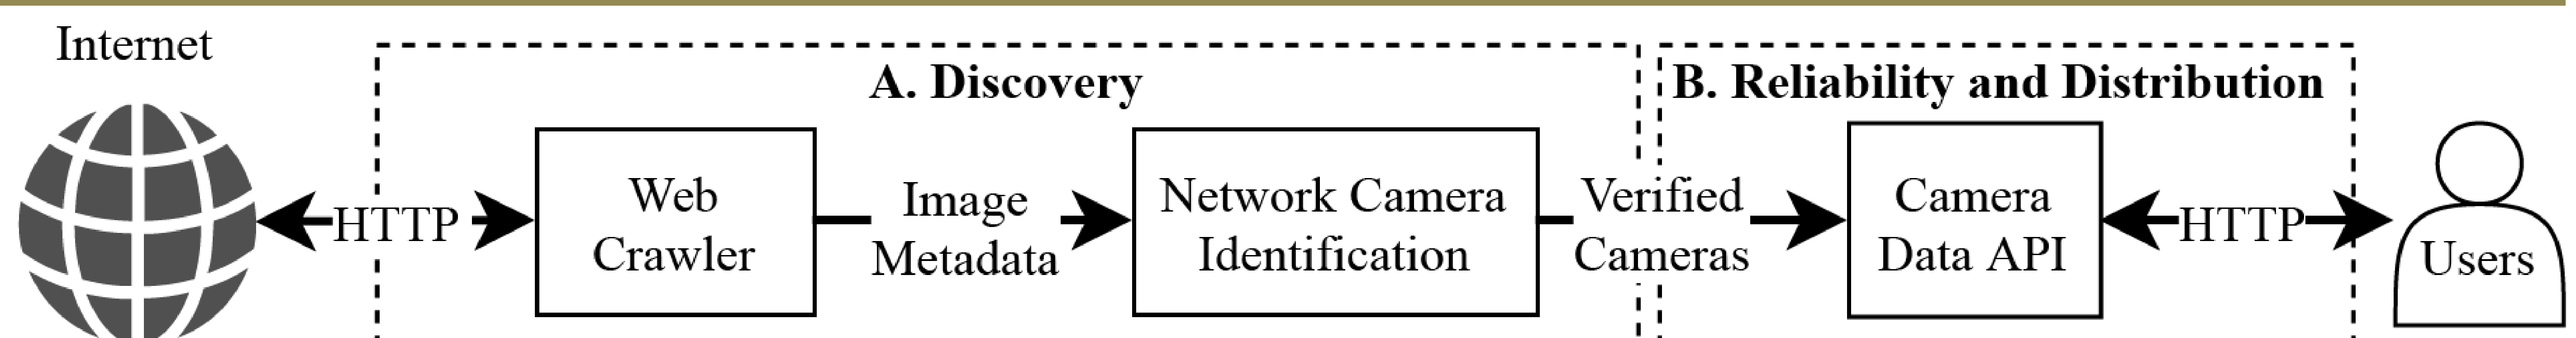 Internet
A. Discovery
B. Reliability and Distribution
HTTP
Web
Crawler
Image
Metadata
Network Camera
Identification
Verified
Cameras
Camera
Data API
HTTP
Users